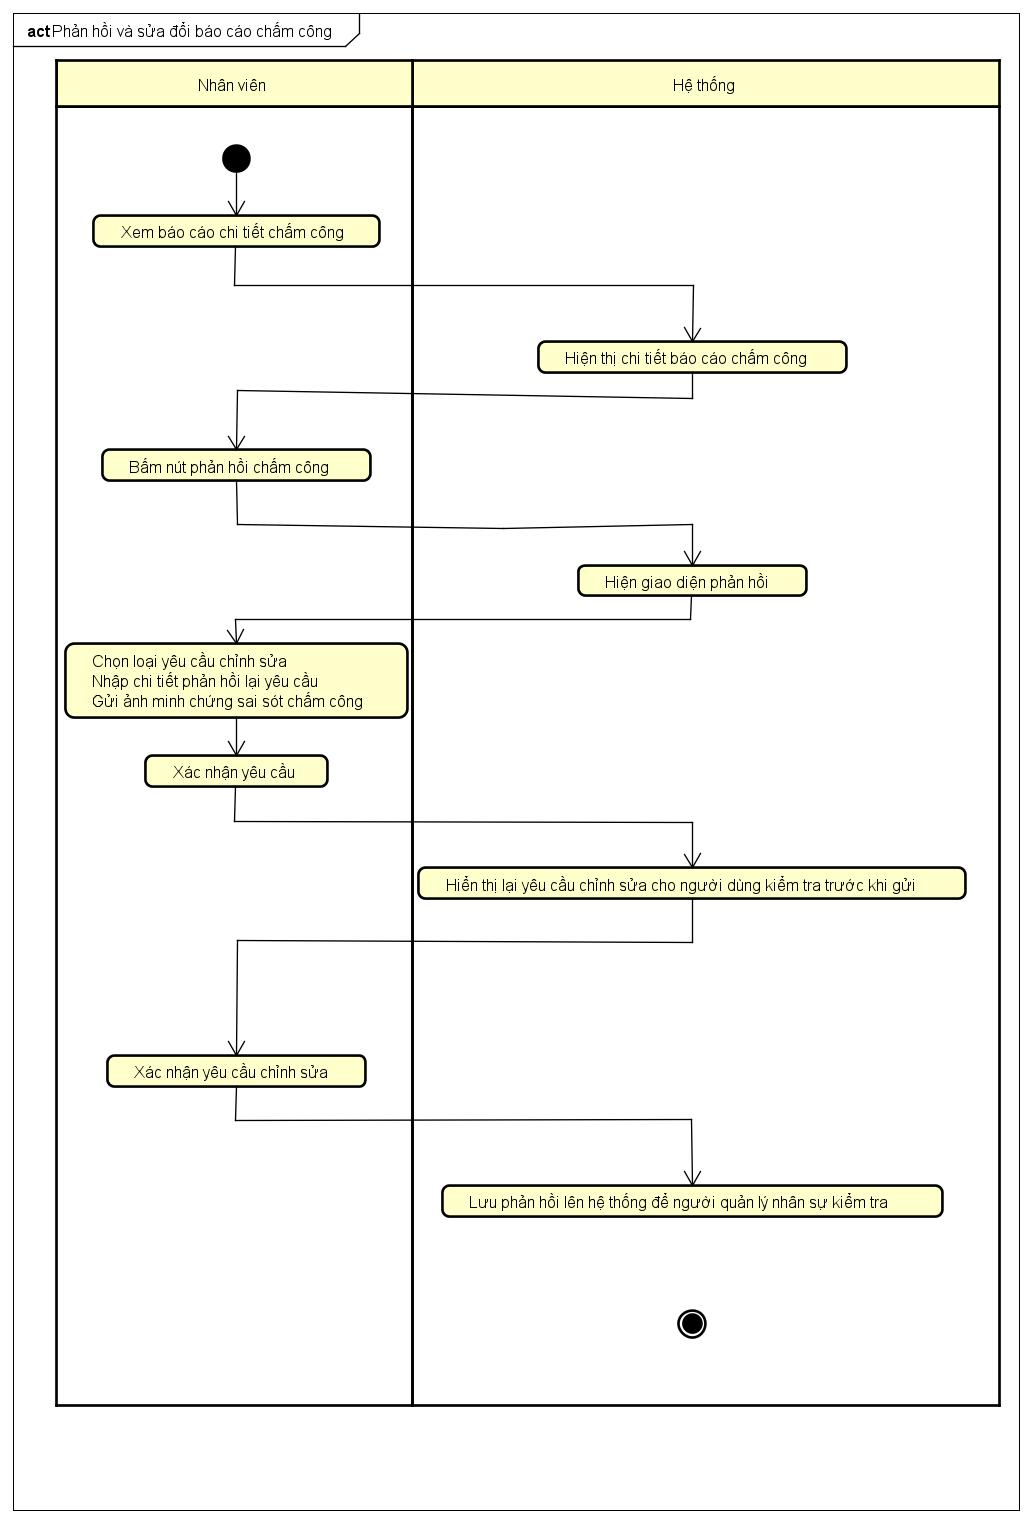 act Phản hồi và sửa đổi báo cáo chấm công
Nhân viên
Hệ thống
Xem báo cáo chi tiết chấm công
Hiện thị chi tiết báo cáo chấm công
Bấm nút phản hồi chấm công
Hiện giao diện phản hồi
Chọn loại yêu cầu chỉnh sửa
Nhập chi tiết phản hồi lại yêu cầu
Gửi ảnh minh chứng sai sót chấm công
Xác nhận yêu cầu
Hiển thị lại yêu cầu chỉnh sửa cho người dùng kiểm tra trước khi gửi
Xác nhận yêu cầu chỉnh sửa
Lưu phản hồi lên hệ thống để người quản lý nhân sự kiểm tra